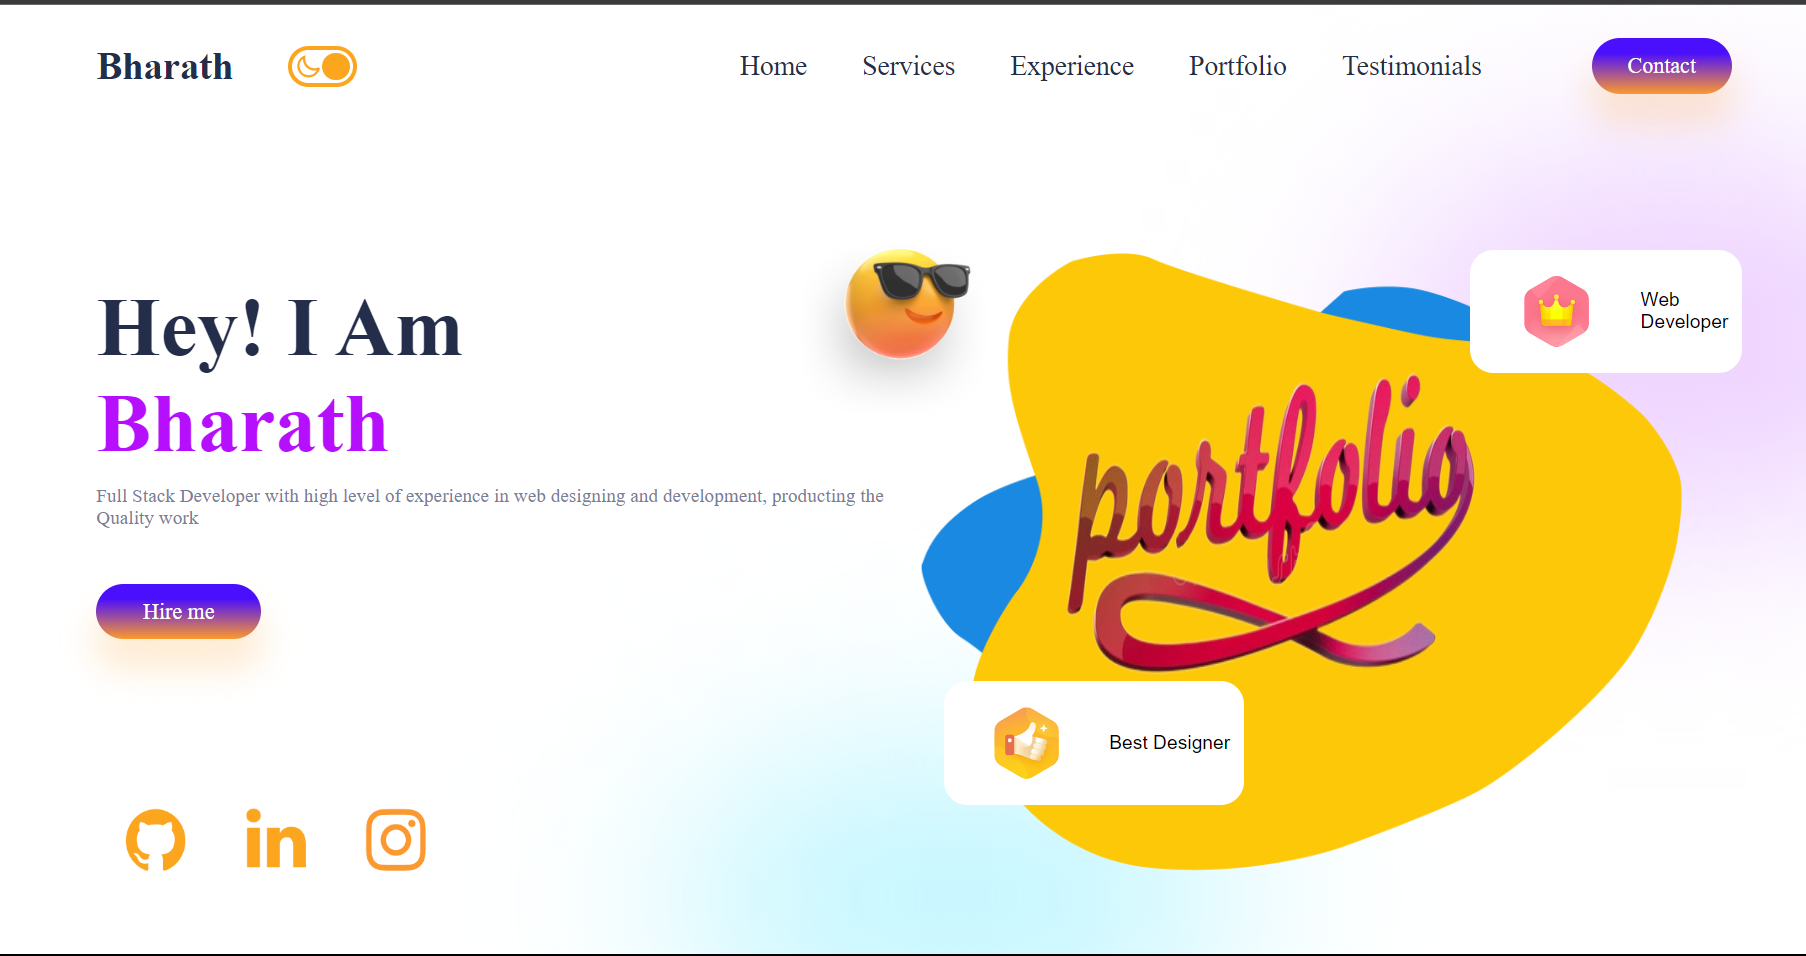 Bharath
Home Services Experience Portfolio Testimonials Contact
Hey! I Am
Bharath
Full Stack Developer with high level of experience in web designing and development, producting the
Quality work
Hire me
Web
Developer
portfolio
Best Designer
in